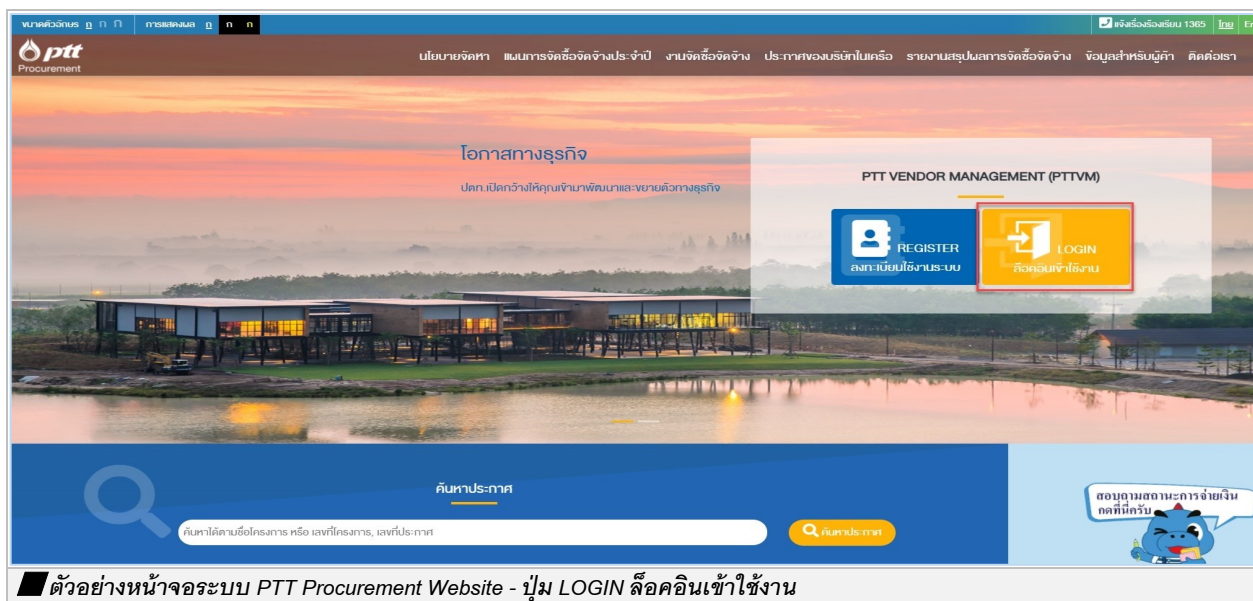 ขนาดตัวอักษร ก ก ก การแสดงผล ก ก ก แจ้งเรื่องร้องเรียน 1365 ไทย
ptt
Procurement
นโยบายจัดหา แผนการจัดซื้อจัดจ้างประจำปี งานจัดซื้อจัดจ้าง ประกาศของบริษัทในเครือ รายงานสรุปผลการจัดซื้อจัดจ้าง ข้อมูลสำหรับผู้ค้า ติดต่อเรา
โอกาสทางธุรกิจ
ปตท.เปิดกว้างให้คุณเข้ามาพัฒนาและขยายตัวทางธุรกิจ
PTT VENDOR MANAGEMENT (PTTVM)
REGISTER
ลงทะเบียนใช้งานระบบ
LOGIN
ล็อคอินเข้าใช้งาน
ค้นหาประกาศ
ค้นหาได้ตามชื่อโครงการ หรือ เลขที่โครงการ, เลขที่ประกาศ
ค้นหาประกาศ
สอบถามสถานะการจ่ายเงิน
กดที่นี่ครับ
ตัวอย่างหน้าจอระบบ PTT Procurement Website - ปุ่ม LOGIN ล็อคอินเข้าใช้งาน